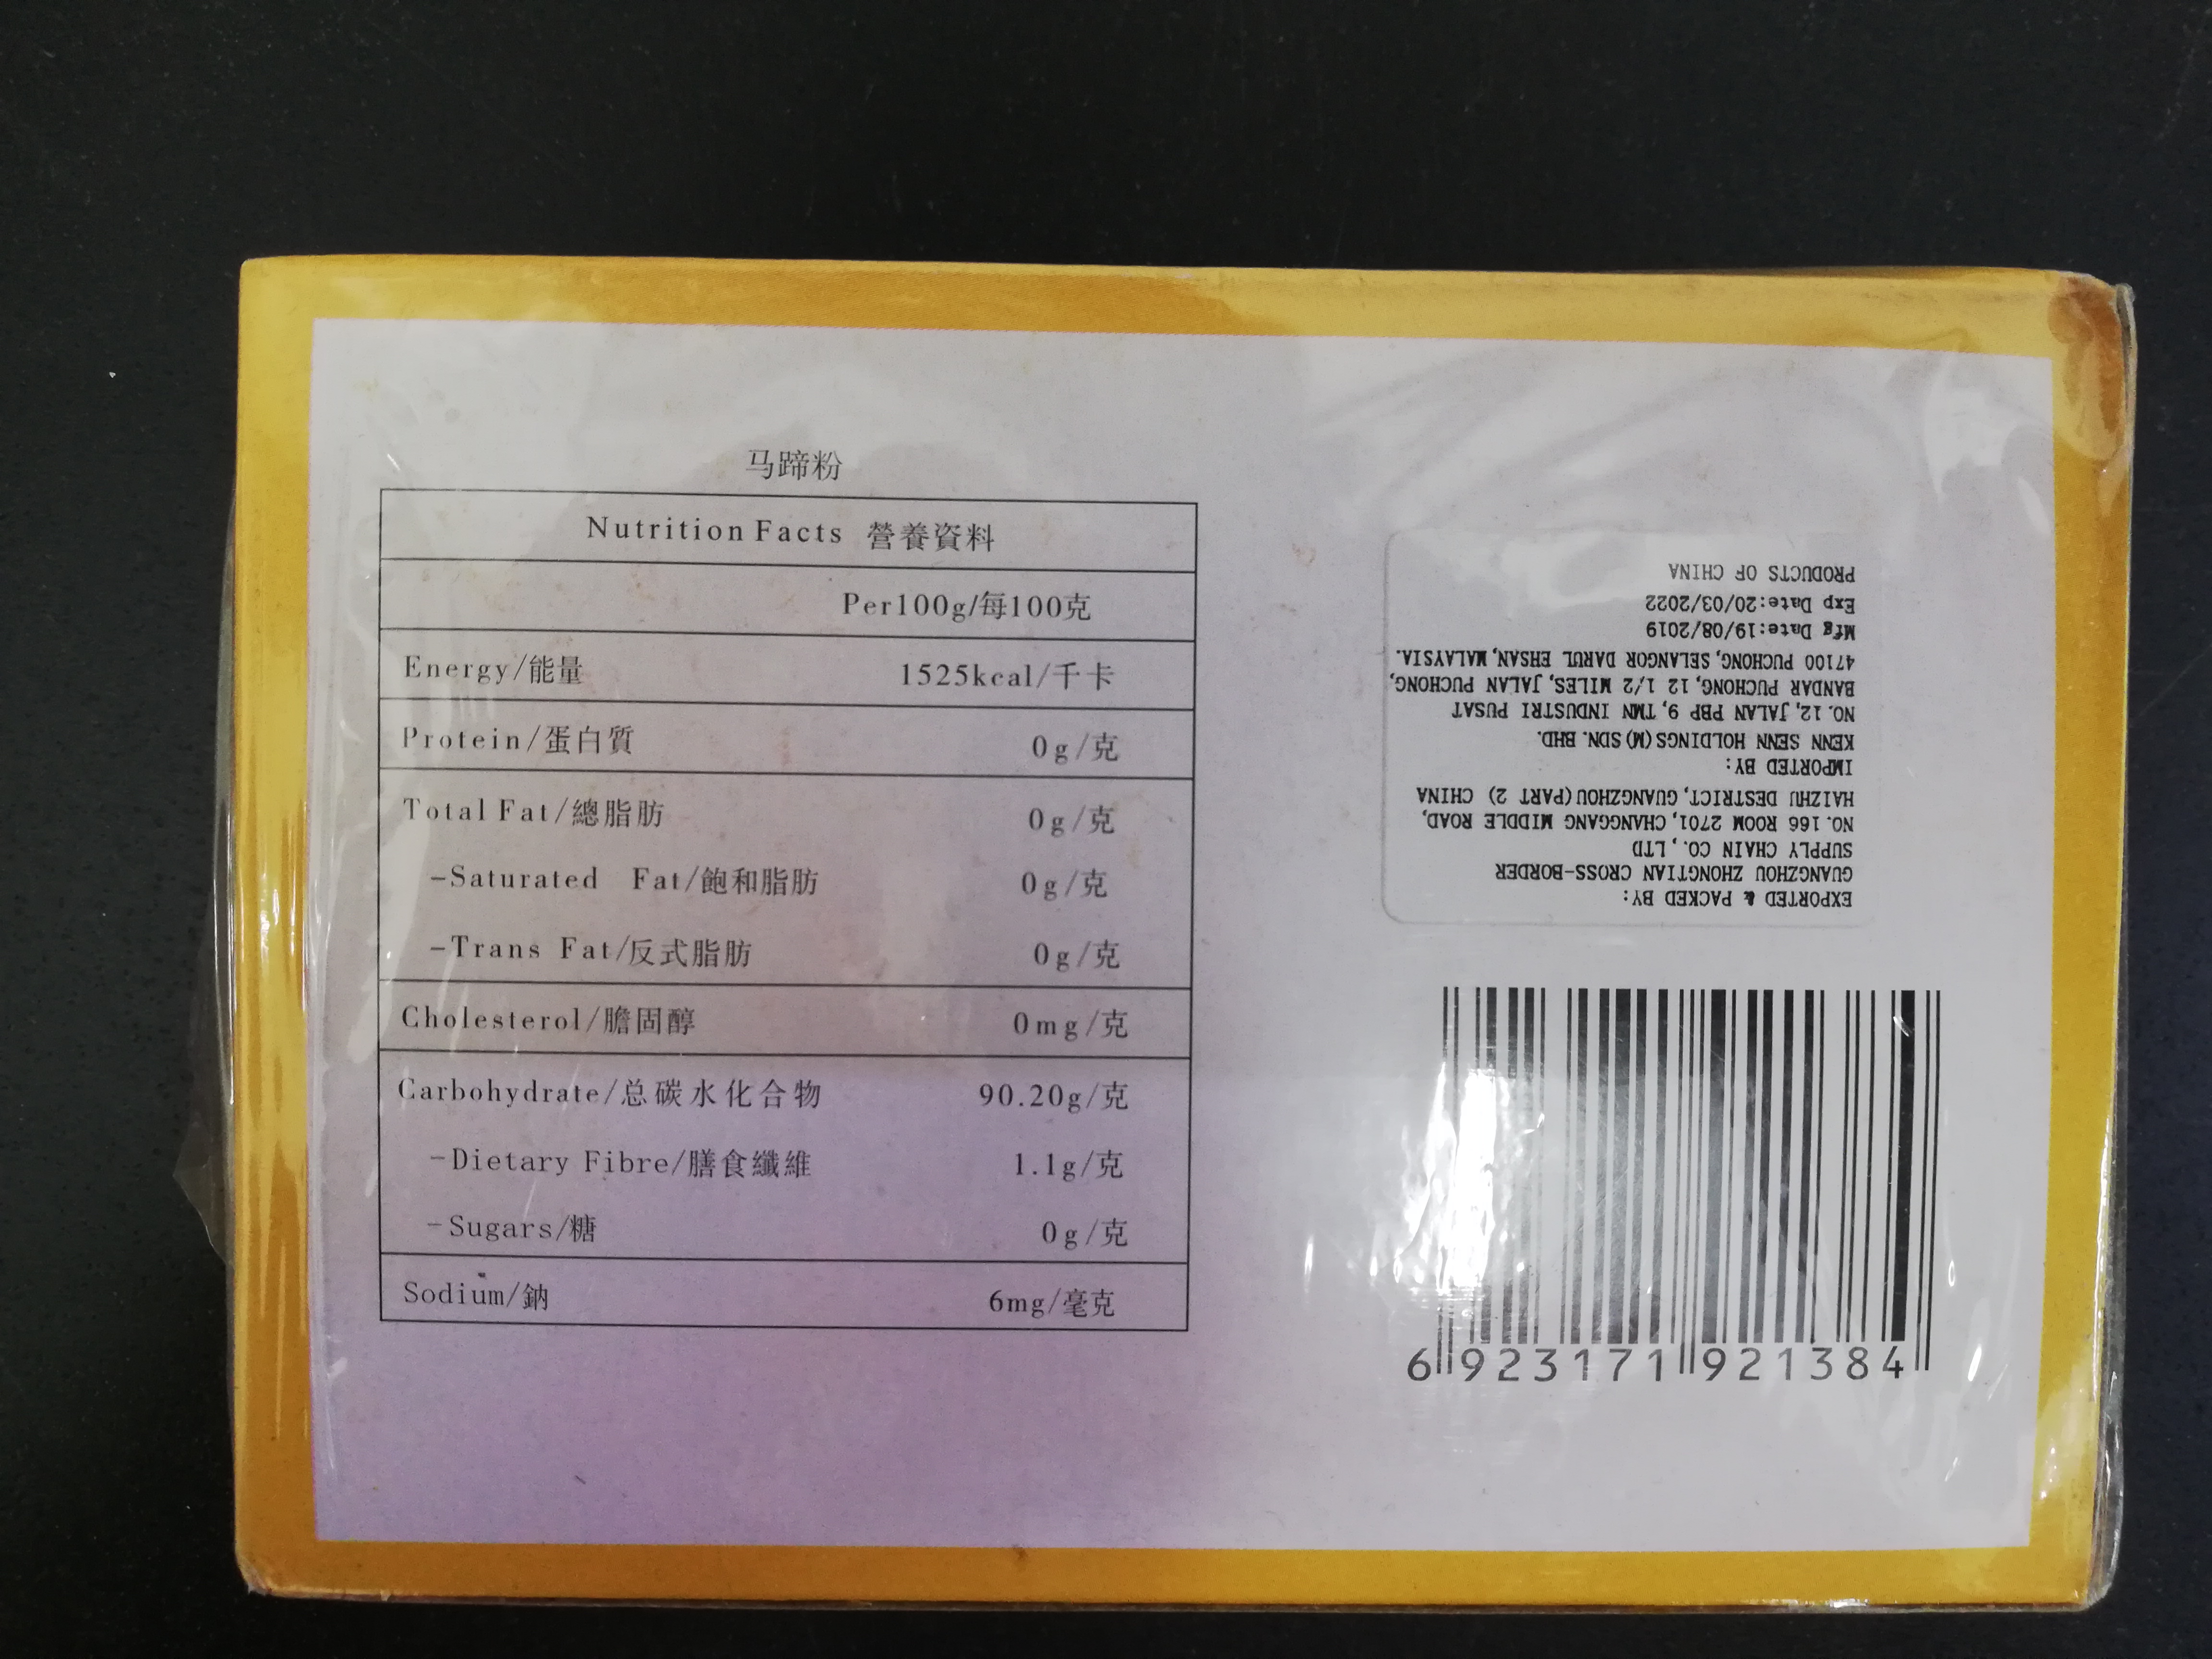 马蹄粉
Nutrition Facts 營養資料
Per100g/每100克
Energy/能量 1525kcal/千卡
Protein/蛋白質 0g/克
Total Fat/總脂肪 0g/克
-Saturated Fat/飽和脂肪 0g/克
-Trans Fat/反式脂肪 0g/克
Cholesterol/膽固醇 0mg/克
Carbohydrate/总碳水化合物 90.20g/克
-Dietary Fibre/膳食纖維 1.1g/克
-Sugars/糖 0g/克
Sodium/鈉 6mg/毫克
EXPORTED & PACKED BY:
GUANGZHOU ZHONGTIAN CROSS-BORDER
SUPPLY CHAIN CO.,LTD
NO.166 ROOM 2701,CHANGGANG MIDDLE ROAD,
HAIZHU DESTRICT,GUANGZHOU(PART 2) CHINA
IMPORTED BY:
KENN SENN HOLDINGS(M)SDN.BHD.
NO.12,JALAN PBP 9,TMN INDUSTRI PUSAT
BANDAR PUCHONG,12 1/2 MILES,JALAN PUCHONG,
47100 PUCHONG,SELANGOR DARUL EHSAN,MALAYSIA.
Mfg Date:19/08/2019
Exp Date:20/03/2022
PRODUCTS OF CHINA
6 923171 921384